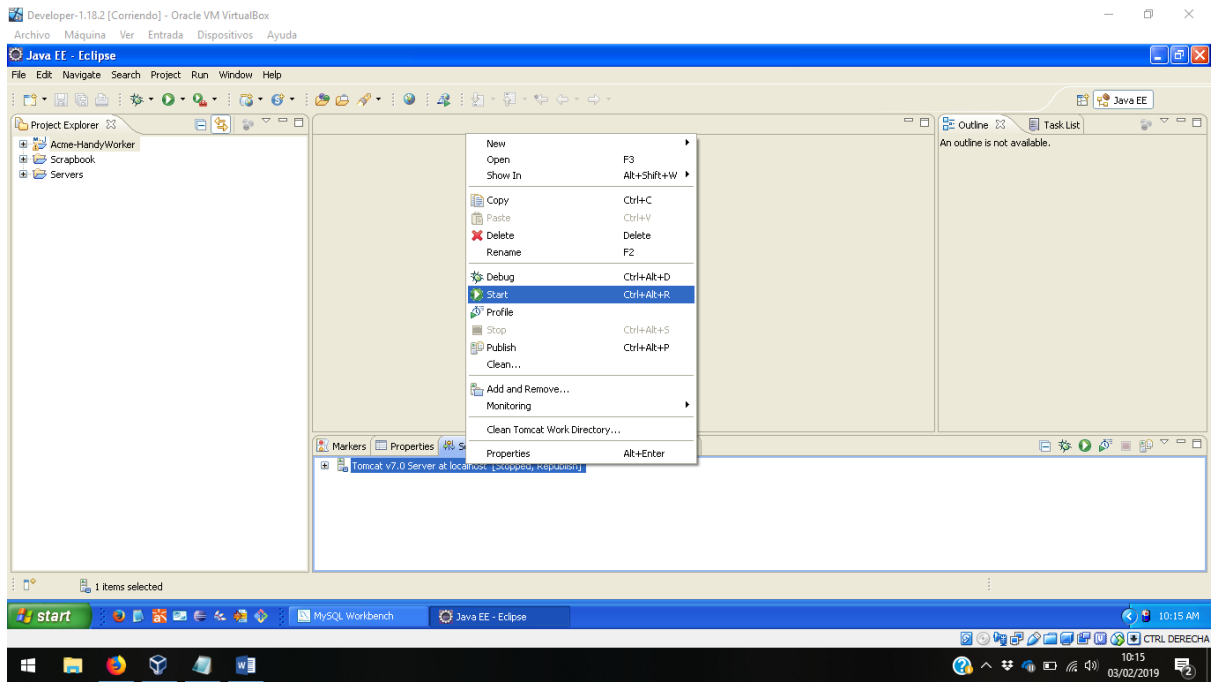 Developer-1.18.2 [Corriendo] - Oracle VM VirtualBox
Archivo Máquina Ver Entrada Dispositivos Ayuda
Java EE - Eclipse
File Edit Navigate Search Project Run Window Help
Java EE
Project Explorer
Outline
Task List
Acme-HandyWorker
Scrapbook
Servers
An outline is not available.
New
Open F3
Show In Alt+Shift+W
Copy Ctrl+C
Paste Ctrl+V
Delete Delete
Rename F2
Debug Ctrl+Alt+D
Start Ctrl+Alt+R
Profile
Stop Ctrl+Alt+S
Publish Ctrl+Alt+P
Clean...
Add and Remove...
Monitoring
Clean Tomcat Work Directory...
Properties Alt+Enter
Markers Properties
Tomcat v7.0 Server at localhost [Stopped, Republish]
1 items selected
start MySQL Workbench Java EE - Eclipse 10:15 AM
CTRL DERECHA
10:15
03/02/2019
2